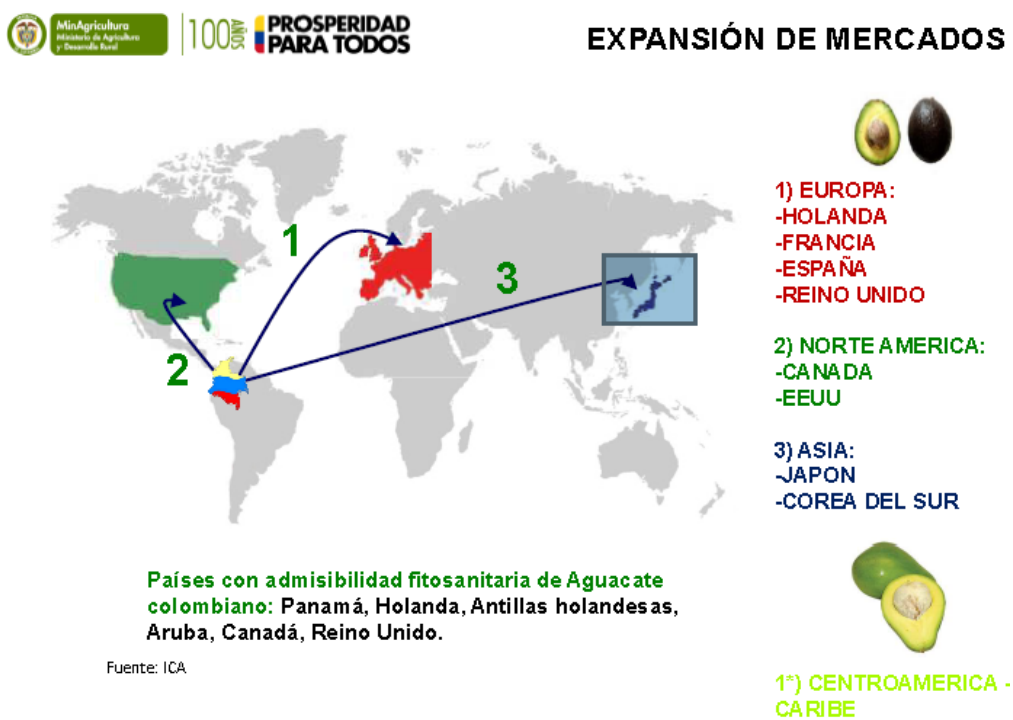 MinAgricultura
Ministerio de Agricultura
y Desarrollo Rural
100 AÑOS
PROSPERIDAD
PARA TODOS
EXPANSIÓN DE MERCADOS
1) EUROPA:
-HOLANDA
-FRANCIA
-ESPAÑA
-REINO UNIDO
2) NORTE AMERICA:
-CANADA
-EEUU
3) ASIA:
-JAPON
-COREA DEL SUR
1
2
3
Países con admisibilidad fitosanitaria de Aguacate
colombiano: Panamá, Holanda, Antillas holandesas,
Aruba, Canadá, Reino Unido.
Fuente: ICA
1*) CENTROAMERICA -
CARIBE